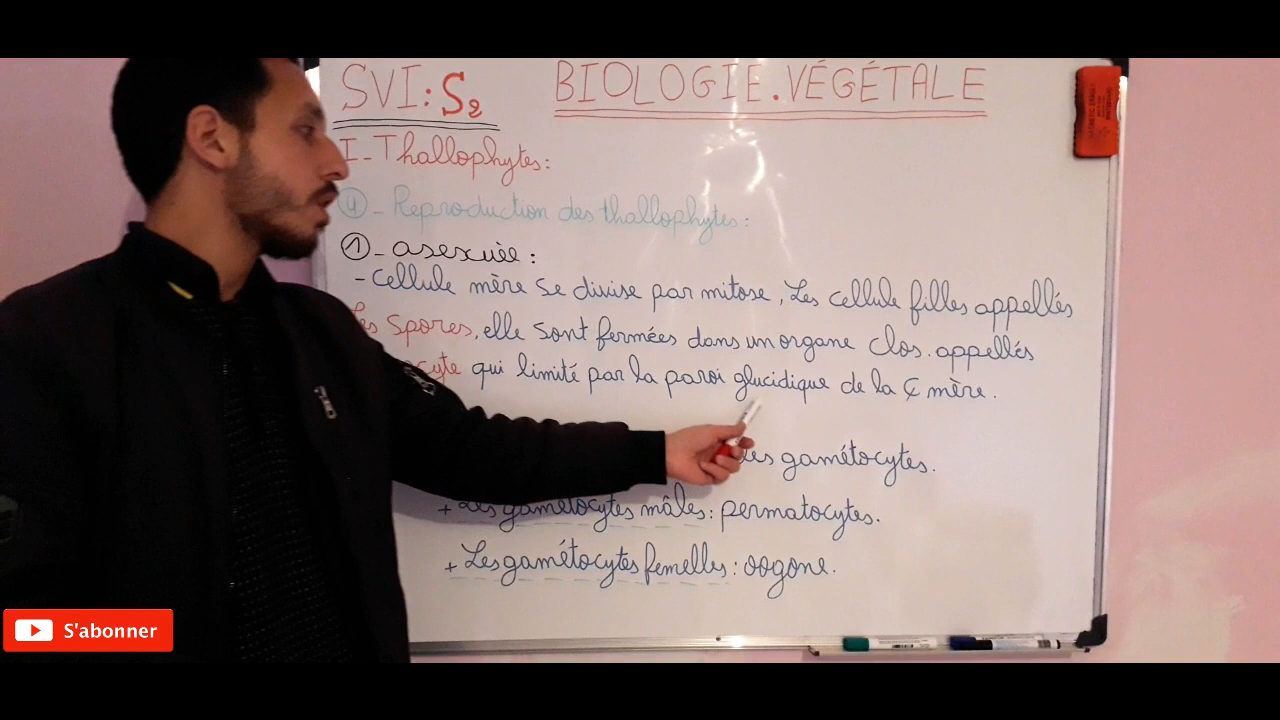 SVI: S2
BIOLOGIE.VÉGÉTALE
I-Thallophytes:
④-Reproduction des thallophytes:
①-asexuée:
-cellule mère se divise par mitose, Les cellule filles appellés
Les spores, elle sont fermées dans un organe clos. appellés
qui limité par la paroi glucidique de la ₵ mère.
Les gamétocytes.
+ Les gamétocytes mâles: permatocytes.
+ Les gamétocytes femelles: oogone.
S'abonner